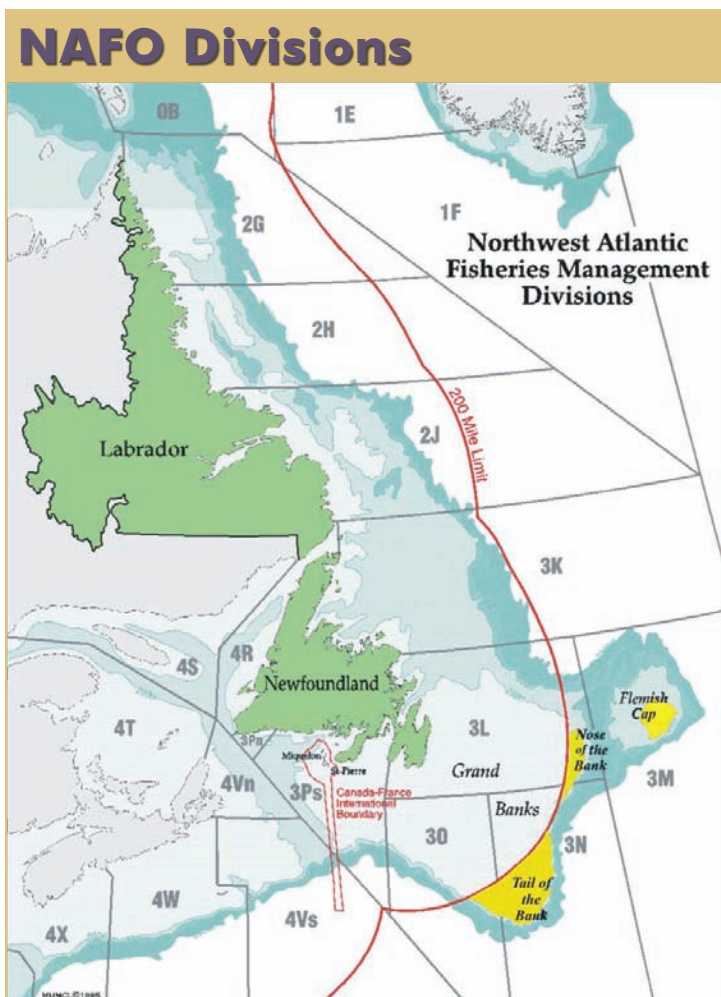 NAFO Divisions
0B
1E
2G
1F
Northwest Atlantic
Fisheries Management
Divisions
2H
200 Mile Limit
2J
Labrador
3K
4R
4S
Newfoundland
Flemish
Cap
4T
3L
3Pn
Nose
of the
Bank
Miquelon
St-Pierre
Grand
3M
4Vn
3Ps
Canada-France
International
Boundary
Banks
3O
3N
Tail of
the
Bank
4W
4Vs
4X
MUNCL©1995